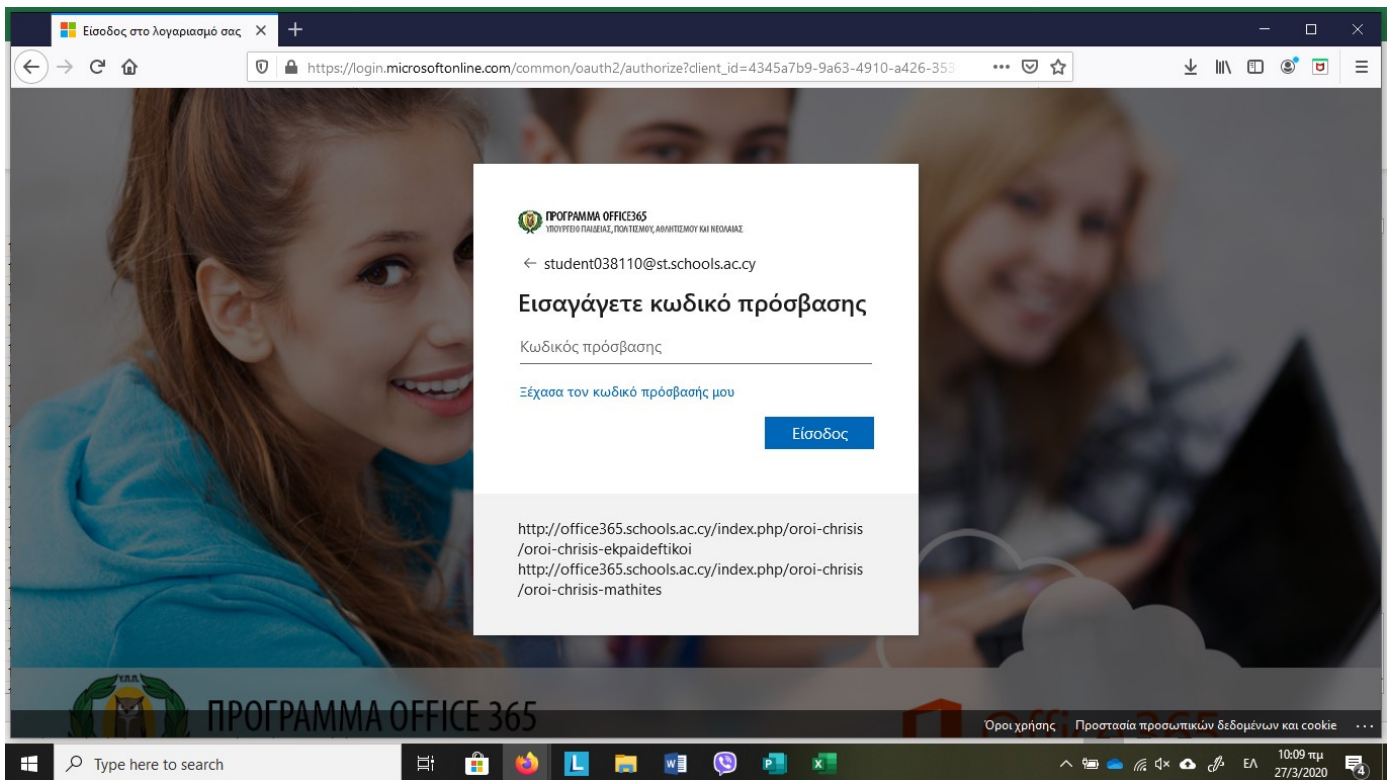 Είσοδος στο λογαριασμό σας
https://login.microsoftonline.com/common/oauth2/authorize?client_id=4345a7b9-9a63-4910-a426-353
ΠΡΟΓΡΑΜΜΑ OFFICE365
ΥΠΟΥΡΓΕΙΟ ΠΑΙΔΕΙΑΣ, ΠΟΛΙΤΙΣΜΟΥ, ΑΘΛΗΤΙΣΜΟΥ ΚΑΙ ΝΕΟΛΑΙΑΣ
student038110@st.schools.ac.cy
Εισαγάγετε κωδικό πρόσβασης
Κωδικός πρόσβασης
Ξέχασα τον κωδικό πρόσβασής μου
Είσοδος
http://office365.schools.ac.cy/index.php/oroi-chrisis
/oroi-chrisis-ekpaideftikoi
http://office365.schools.ac.cy/index.php/oroi-chrisis
/oroi-chrisis-mathites
ΠΡΟΓΡΑΜΜΑ OFFICE 365
Office 365
Όροι χρήσης Προστασία προσωπικών δεδομένων και cookie
Type here to search
ΕΛ
10:09 πμ
27/3/2020
4